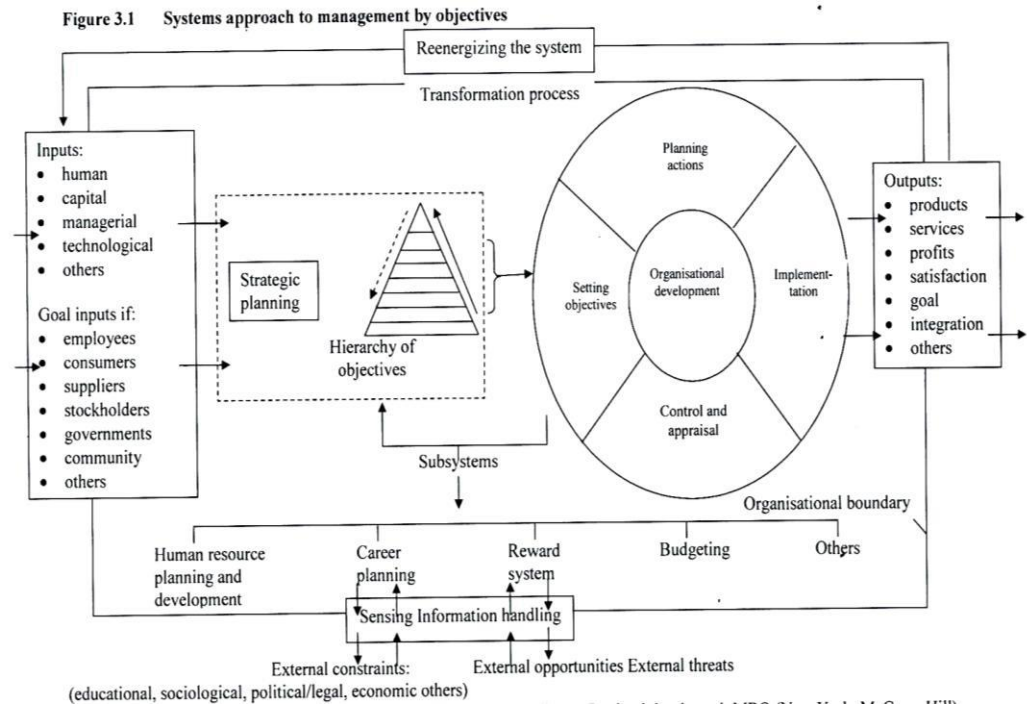 Figure 3.1 Systems approach to management by objectives
Reenergizing the system
Transformation process
Inputs:
• human
• capital
• managerial
• technological
• others
Goal inputs if:
• employees
• consumers
• suppliers
• stockholders
• governments
• community
• others
Strategic
planning
Hierarchy of
objectives
Planning
actions
Setting
objectives
Organisational
development
Implemen-
tation
Control and
appraisal
Outputs:
• products
• services
• profits
• satisfaction
• goal
• integration
• others
Subsystems
Organisational boundary
Human resource
planning and
development
Career
planning
Reward
system
Budgeting
Others
Sensing Information handling
External constraints:
(educational, sociological, political/legal, economic others)
External opportunities External threats